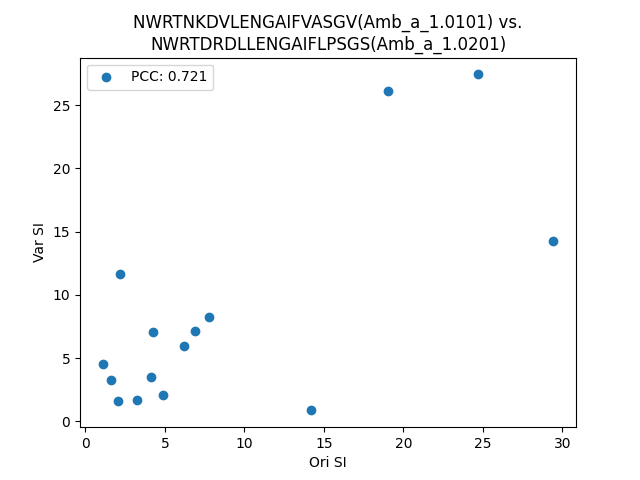 NWRTNKDVLENGAIFVASGV(Amb_a_1.0101) vs.
NWRTDRDLLENGAIFLPSGS(Amb_a_1.0201)
PCC: 0.721
25
20
15
10
5
0
Var SI
0 5 10 15 20 25 30
Ori SI